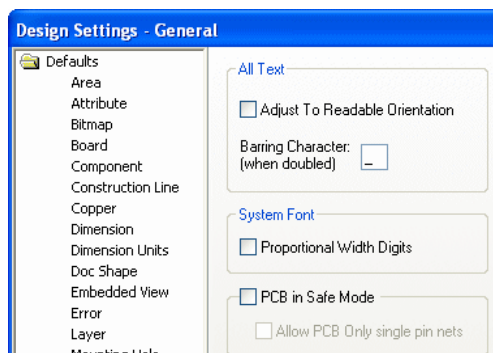 Design Settings - General
Defaults
Area
Attribute
Bitmap
Board
Component
Construction Line
Copper
Dimension
Dimension Units
Doc Shape
Embedded View
Error
Layer
Mounting Hole
All Text
Adjust To Readable Orientation
Barring Character:
(when doubled) _
System Font
Proportional Width Digits
PCB in Safe Mode
Allow PCB Only single pin nets